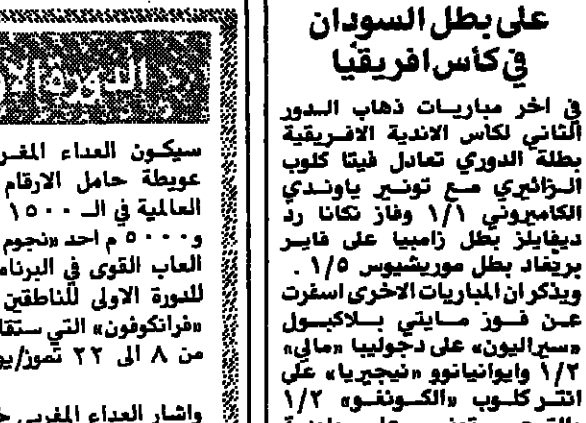 على بطل السودان
في كأس افريقيا
في اخر مباريات ذهاب الدور
الثاني لكاس الاندية الافريقية
بطلة الدوري تعادل فيتا كلوب
الزائيري مع تونير ياوندي
الكاميروني ١/١ وفاز نكانا رد
ديفايلز بطل زامبيا على فاير
بريغاد بطل موريشيوس ١/٥ .
ويذكر ان المباريات الاخرى اسفرت
عن فوز مايتي بلاكبول
«سيراليون» على دجوليبا «مالي»
١/٢ وايوانيانوو «نيجيريا» على
انتر كلوب «الكونغو» ١/٢
سيكون العداء المغر
عويطة حامل الارقام
العالمية في الـ ١٥٠٠
و٥٠٠٠ م احد «نجوم
العاب القوى في البرنام
للدورة الاولى للناطقين
«فرانكوفون» التي ستقا
من ٨ الى ٢٢ تموز/يو
واشار العداء المغربي خ